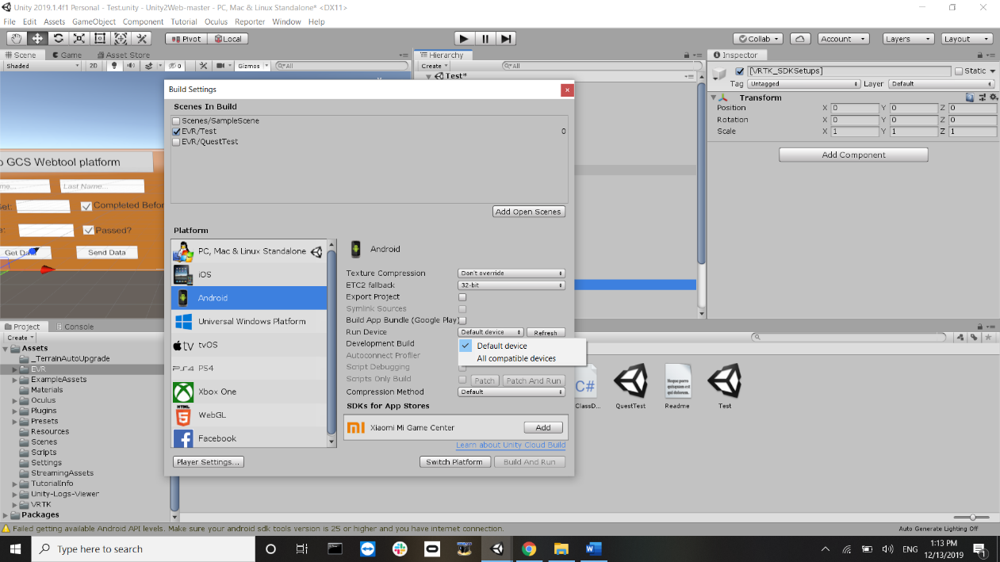 Unity 2019.1.4f1 Personal - Test.unity - Unity2Web-master - PC, Mac & Linux Standalone* <DX11>
File Edit Assets GameObject Component Tutorial Oculus Reporter Window Help
Pivot Local Collab Account Layers Layout
Scene Game Asset Store
Shaded 2D 0 Gizmos All
GCS Webtool platform
Last Name...
Completed
Passed?
Get Data Send Data
Hierarchy
Create All
Test*
Build Settings
Scenes In Build
Scenes/SampleScene
EVR/Test 0
EVR/QuestTest
Add Open Scenes
Platform
PC, Mac & Linux Standalone
iOS
Android
Universal Windows Platform
tvOS
PS4
Xbox One
HTML
WebGL
Facebook
Player Settings...
Android
Texture Compression Don't override
ETC2 fallback 32-bit
Export Project
Symlink Sources
Build App Bundle (Google Play)
Run Device Default device Refresh
Development Build
Default device
All compatible devices
Autoconnect Profiler
Script Debugging
Scripts Only Build Patch Patch And Run
Compression Method Default
SDKs for App Stores
Xiaomi Mi Game Center Add
Learn about Unity Cloud Build
Switch Platform Build And Run
Inspector
[VRTK_SDKSetups] Static
Tag Untagged Layer Default
Transform
Position X 0 Y 0 Z 0
Rotation X 0 Y 0 Z 0
Scale X 1 Y 1 Z 1
Add Component
Project Console
Create
Assets
_TerrainAutoUpgrade
EVR
ExampleAssets
Materials
Oculus
Plugins
Presets
Resources
Scenes
Scripts
Settings
StreamingAssets
TutorialInfo
Unity-Logs-Viewer
VRTK
Packages
C#
ClassD... QuestTest Readme Test
Failed getting available Android API levels. Make sure your android sdk tools version is 25 or higher and you have internet connection.
Auto Generate Lighting Off
Type here to search
ENG
1:13 PM
12/13/2019
1